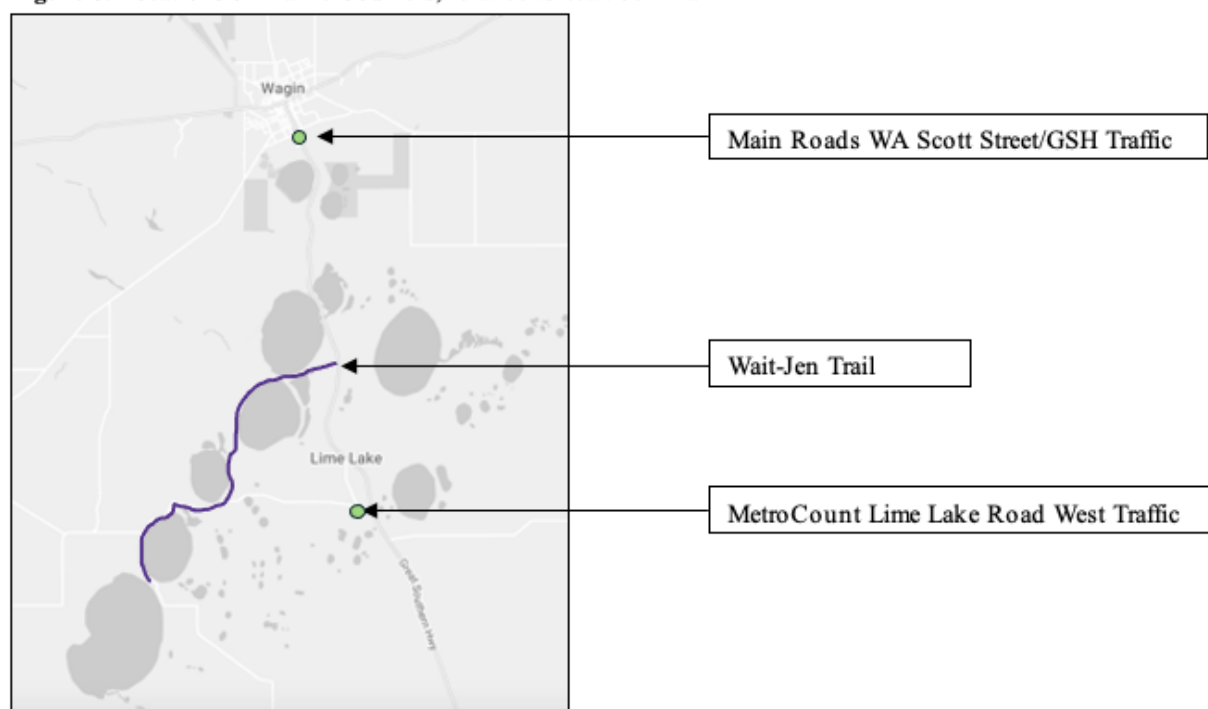 Wagin
Main Roads WA Scott Street/GSH Traffic
Wait-Jen Trail
Lime Lake
MetroCount Lime Lake Road West Traffic
Great Southern Hwy